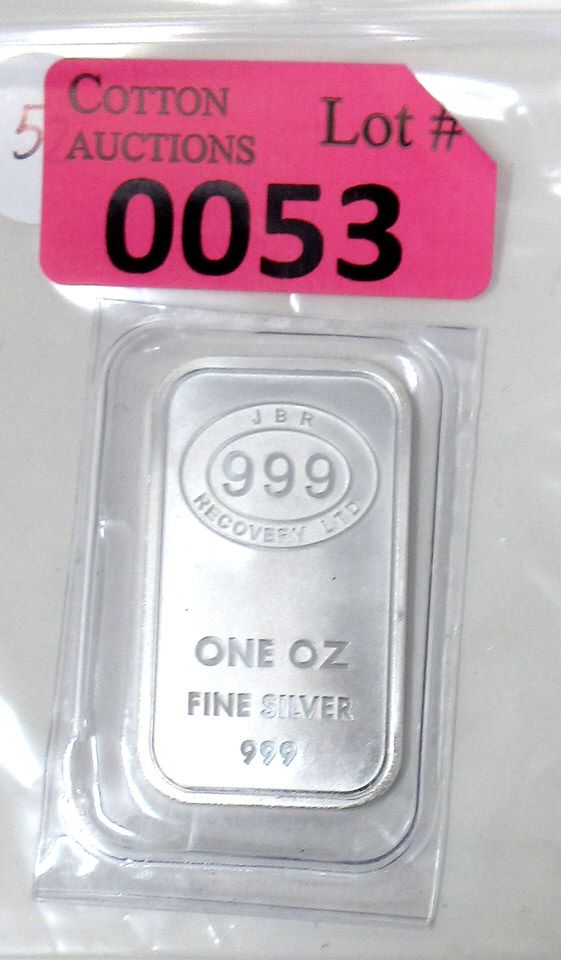 5
COTTON
AUCTIONS
Lot #
0053
JBR
999
RECOVERY LTD
ONE OZ
FINE SILVER
999